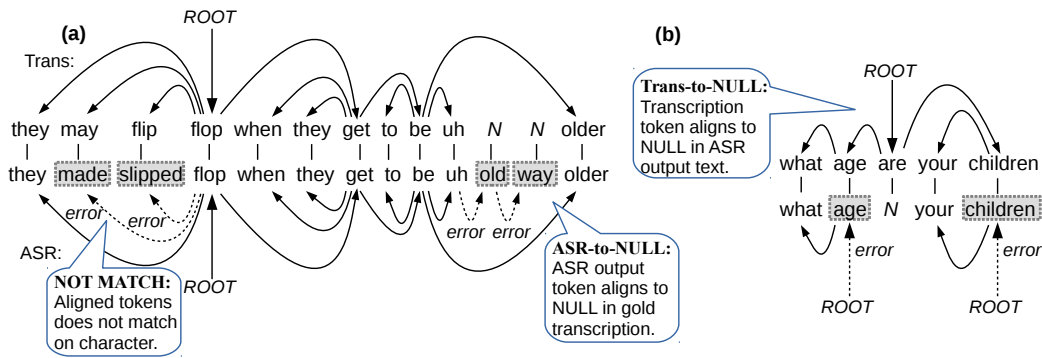 (a)
ROOT
Trans:
they may flip flop when they get to be uh N N older
they made slipped flop when they get to be uh old way older
error error error error
ASR:
ROOT
NOT MATCH:
Aligned tokens
does not match
on character.
ASR-to-NULL:
ASR output
token aligns to
NULL in gold
transcription.
(b)
ROOT
Trans-to-NULL:
Transcription
token aligns to
NULL in ASR
output text.
what age are your children
what age N your children
error error
ROOT ROOT